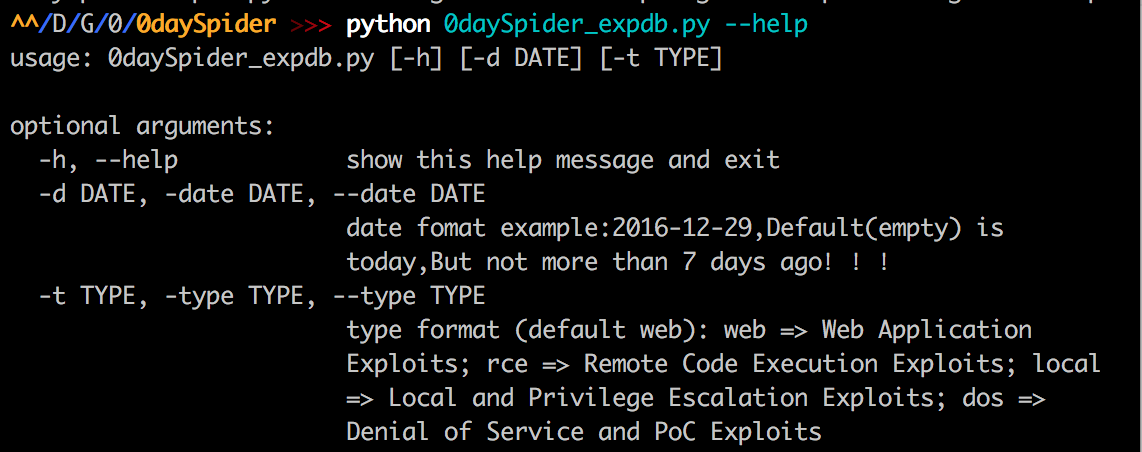 ^^/D/G/0/0daySpider >>> python 0daySpider_expdb.py --help
usage: 0daySpider_expdb.py [-h] [-d DATE] [-t TYPE]
optional arguments:
-h, --help show this help message and exit
-d DATE, -date DATE, --date DATE
date fomat example:2016-12-29,Default(empty) is
today,But not more than 7 days ago! ! !
-t TYPE, -type TYPE, --type TYPE
type format (default web): web => Web Application
Exploits; rce => Remote Code Execution Exploits; local
=> Local and Privilege Escalation Exploits; dos =>
Denial of Service and PoC Exploits